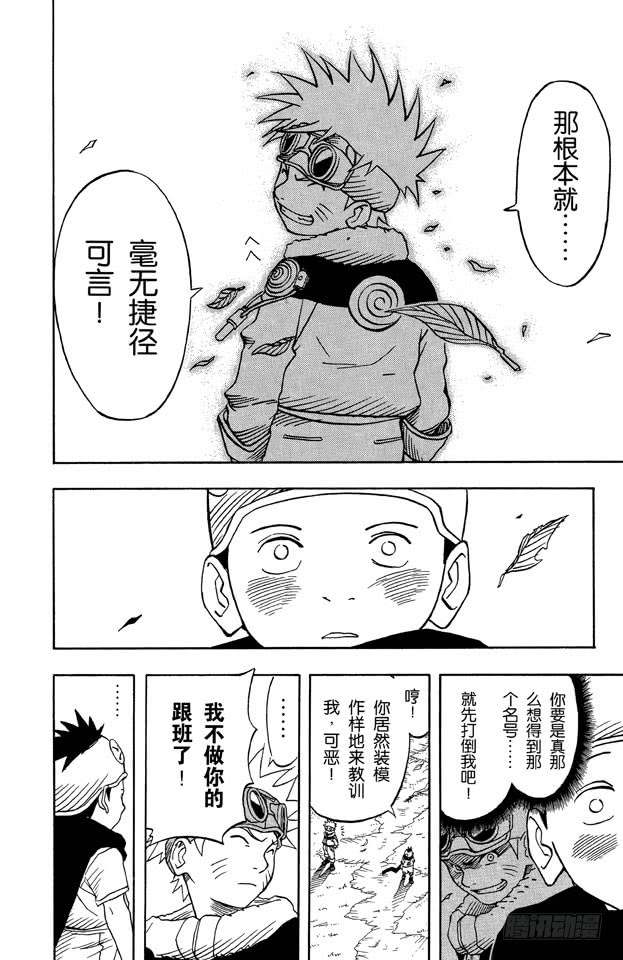 那根本就……
毫无捷径
可言！
你要是真那
么想得到那
个名号……
就先打倒我吧！
哼！
你居然装模
作样地来教训
我，可恶！
……
我不做你的
跟班了！
……
腾讯动漫